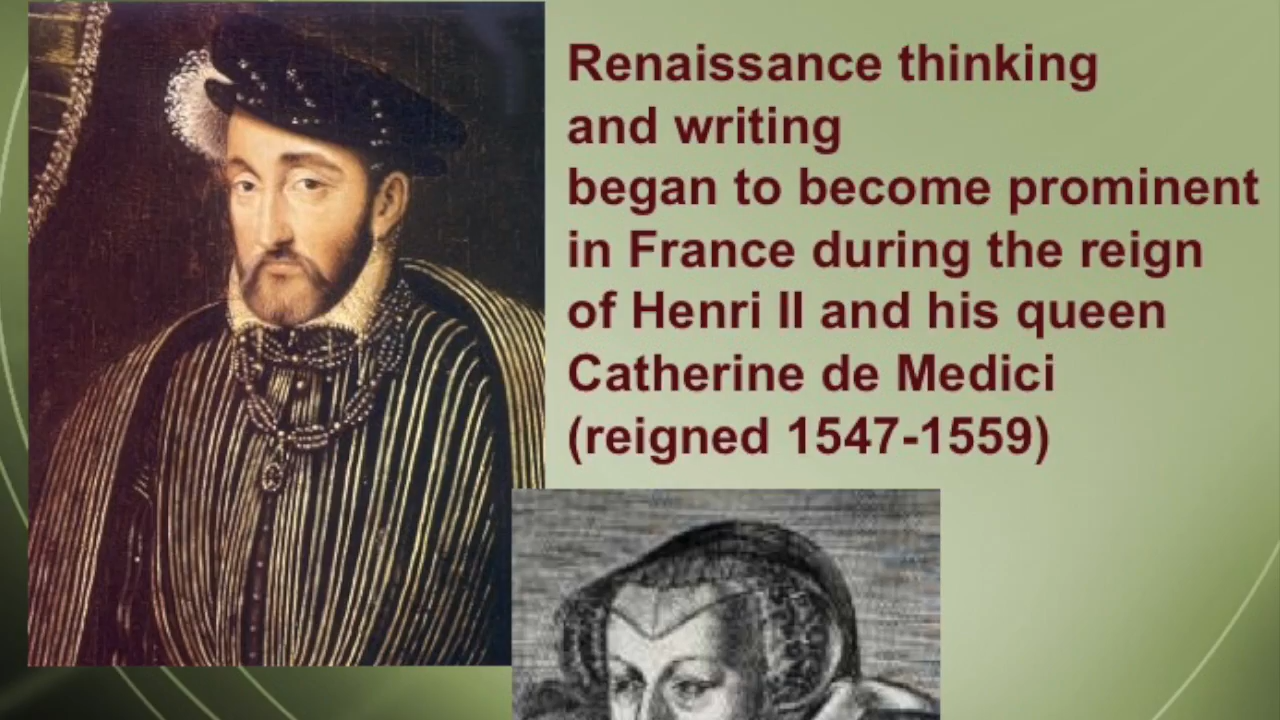 Renaissance thinking
and writing
began to become prominent
in France during the reign
of Henri II and his queen
Catherine de Medici
(reigned 1547-1559)